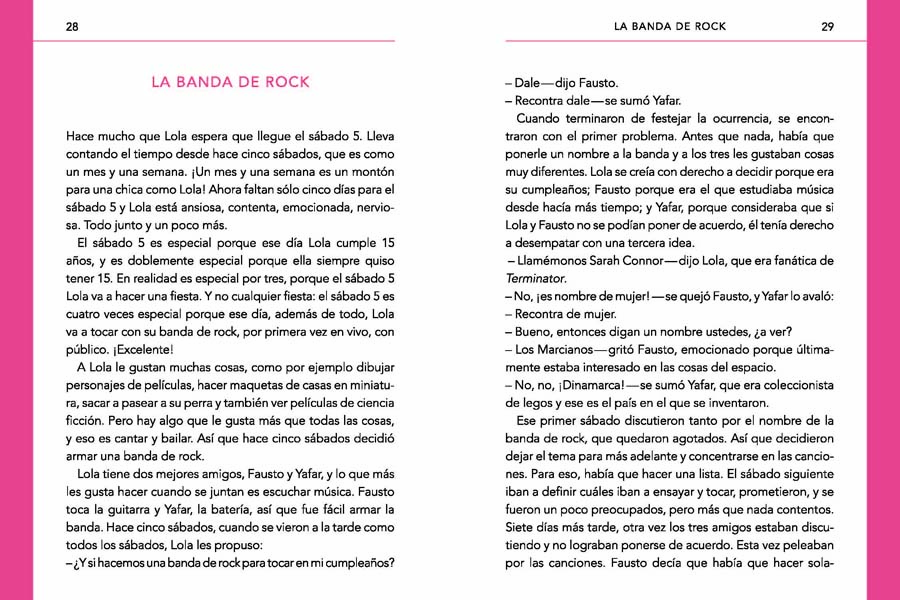 28
LA BANDA DE ROCK
Hace mucho que Lola espera que llegue el sábado 5. Lleva
contando el tiempo desde hace cinco sábados, que es como
un mes y una semana. ¡Un mes y una semana es un montón
para una chica como Lola! Ahora faltan sólo cinco días para el
sábado 5 y Lola está ansiosa, contenta, emocionada, nervio-
sa. Todo junto y un poco más.
El sábado 5 es especial porque ese día Lola cumple 15
años, y es doblemente especial porque ella siempre quiso
tener 15. En realidad es especial por tres, porque el sábado 5
Lola va a hacer una fiesta. Y no cualquier fiesta: el sábado 5 es
cuatro veces especial porque ese día, además de todo, Lola
va a tocar con su banda de rock, por primera vez en vivo, con
público. ¡Excelente!
A Lola le gustan muchas cosas, como por ejemplo dibujar
personajes de películas, hacer maquetas de casas en miniatu-
ra, sacar a pasear a su perra y también ver películas de ciencia
ficción. Pero hay algo que le gusta más que todas las cosas,
y eso es cantar y bailar. Así que hace cinco sábados decidió
armar una banda de rock.
Lola tiene dos mejores amigos, Fausto y Yafar, y lo que más
les gusta hacer cuando se juntan es escuchar música. Fausto
toca la guitarra y Yafar, la batería, así que fue fácil armar la
banda. Hace cinco sábados, cuando se vieron a la tarde como
todos los sábados, Lola les propuso:
– ¿Y si hacemos una banda de rock para tocar en mi cumpleaños?
LA BANDA DE ROCK 29
– Dale—dijo Fausto.
– Recontra dale—se sumó Yafar.
Cuando terminaron de festejar la ocurrencia, se encon-
traron con el primer problema. Antes que nada, había que
ponerle un nombre a la banda y a los tres les gustaban cosas
muy diferentes. Lola se creía con derecho a decidir porque era
su cumpleaños; Fausto porque era el que estudiaba música
desde hacía más tiempo; y Yafar, porque consideraba que si
Lola y Fausto no se podían poner de acuerdo, él tenía derecho
a desempatar con una tercera idea.
– Llamémonos Sarah Connor—dijo Lola, que era fanática de
Terminator.
– No, ¡es nombre de mujer! —se quejó Fausto, y Yafar lo avaló:
– Recontra de mujer.
– Bueno, entonces digan un nombre ustedes, ¿a ver?
– Los Marcianos—gritó Fausto, emocionado porque última-
mente estaba interesado en las cosas del espacio.
– No, no, ¡Dinamarca!—se sumó Yafar, que era coleccionista
de legos y ese es el país en el que se inventaron.
Ese primer sábado discutieron tanto por el nombre de la
banda de rock, que quedaron agotados. Así que decidieron
dejar el tema para más adelante y concentrarse en las cancio-
nes. Para eso, había que hacer una lista. El sábado siguiente
iban a definir cuáles iban a ensayar y tocar, prometieron, y se
fueron un poco preocupados, pero más que nada contentos.
Siete días más tarde, otra vez los tres amigos estaban discu-
tiendo y no lograban ponerse de acuerdo. Esta vez peleaban
por las canciones. Fausto decía que había que hacer sola-